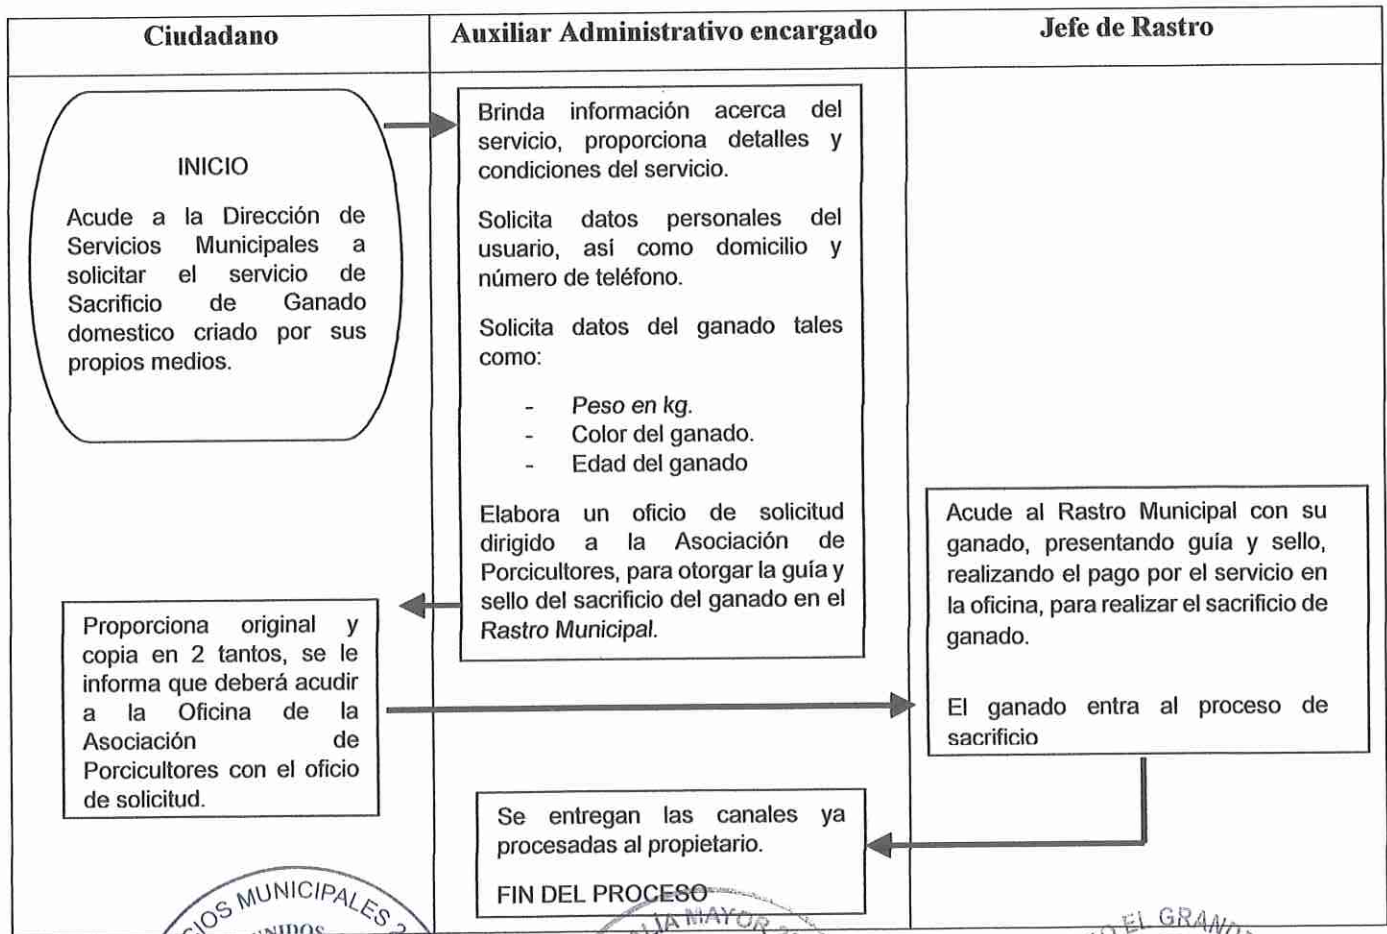 Ciudadano
Auxiliar Administrativo encargado
Jefe de Rastro
INICIO
Acude a la Dirección de
Servicios Municipales a
solicitar el servicio de
Sacrificio de Ganado
domestico criado por sus
propios medios.
Brinda información acerca del
servicio, proporciona detalles y
condiciones del servicio.
Solicita datos personales del
usuario, así como domicilio y
número de teléfono.
Solicita datos del ganado tales
como:
- Peso en kg.
- Color del ganado.
- Edad del ganado
Elabora un oficio de solicitud
dirigido a la Asociación de
Porcicultores, para otorgar la guía y
sello del sacrificio del ganado en el
Rastro Municipal.
Proporciona original y
copia en 2 tantos, se le
informa que deberá acudir
a la Oficina de la
Asociación de
Porcicultores con el oficio
de solicitud.
Acude al Rastro Municipal con su
ganado, presentando guía y sello,
realizando el pago por el servicio en
la oficina, para realizar el sacrificio de
ganado.
El ganado entra al proceso de
sacrificio
Se entregan las canales ya
procesadas al propietario.
FIN DEL PROCESO
MUNICIPALES
MAYOR
EL